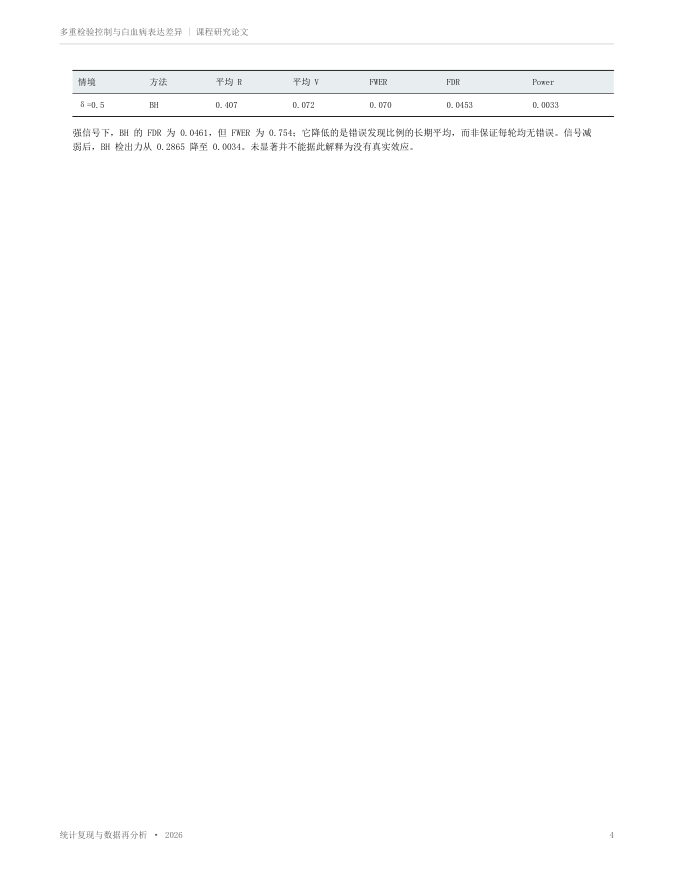 多重检验控制与白血病表达差异 | 课程研究论文
情境 方法 平均 R 平均 V FWER FDR Power
δ=0.5 BH 0.407 0.072 0.070 0.0453 0.0033
强信号下，BH 的 FDR 为 0.0461，但 FWER 为 0.754；它降低的是错误发现比例的长期平均，而非保证每轮均无错误。信号减
弱后，BH 检出力从 0.2865 降至 0.0034。未显著并不能据此解释为没有真实效应。
统计复现与数据再分析 • 2026 4